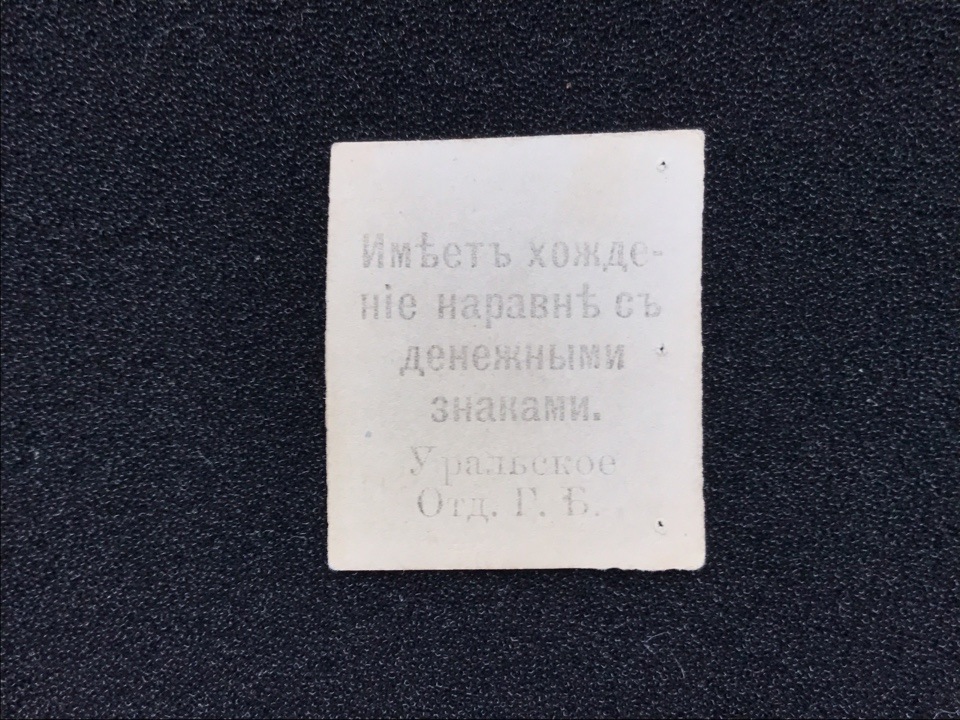 Имѣетъ хожде-
ніе наравнѣ съ
денежными
знаками.
Уральское
Отд. Г. Б.